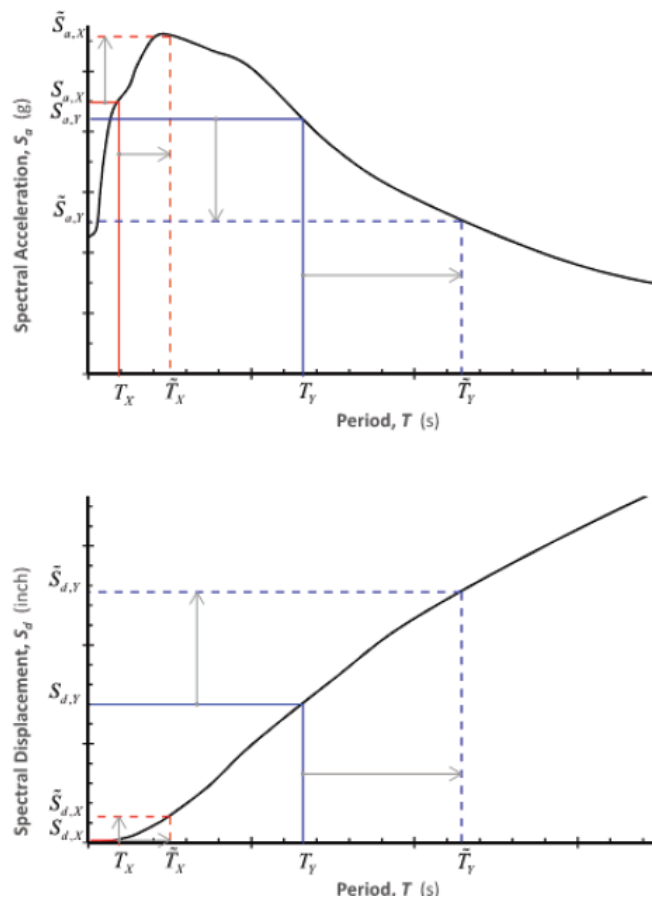 S̃a,X
Sa,X
Sa,Y
S̃a,Y
Spectral Acceleration, Sa (g)
TX T̃X TY T̃Y
Period, T (s)
S̃d,Y
Sd,Y
S̃d,X
Sd,X
Spectral Displacement, Sd (inch)
TX T̃X TY T̃Y
Period, T (s)